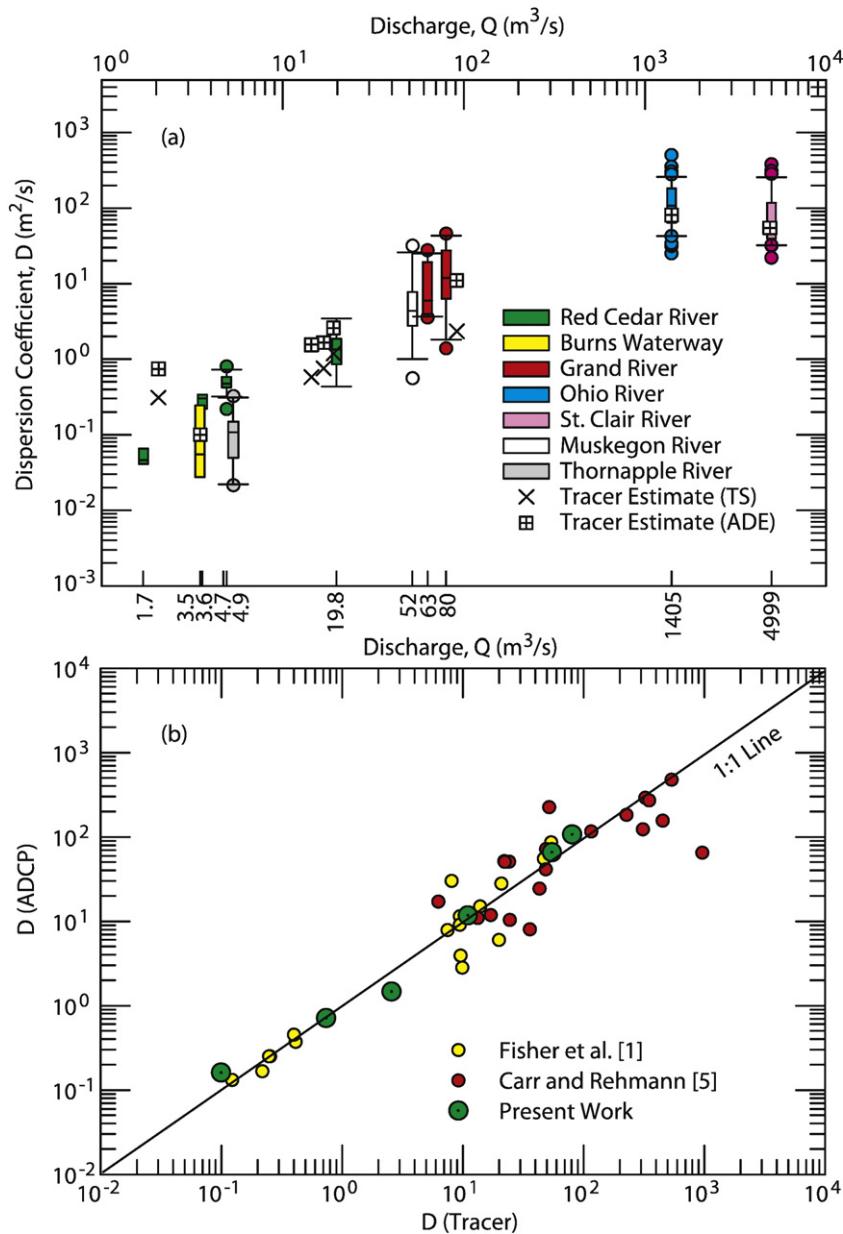 Discharge, Q (m³/s)
10⁰ 10¹ 10² 10³ 10⁴
(a)
Dispersion Coefficient, D (m²/s)
10³
10²
10¹
10⁰
10⁻¹
10⁻²
10⁻³
Red Cedar River
Burns Waterway
Grand River
Ohio River
St. Clair River
Muskegon River
Thornapple River
Tracer Estimate (TS)
Tracer Estimate (ADE)
1.7 3.5 3.6 4.7 4.9 19.8 52 63 80 1405 4999
Discharge, Q (m³/s)
(b)
1:1 Line
D (ADCP)
10⁴
10³
10²
10¹
10⁰
10⁻¹
10⁻²
Fisher et al. [1]
Carr and Rehmann [5]
Present Work
10⁻² 10⁻¹ 10⁰ 10¹ 10² 10³ 10⁴
D (Tracer)